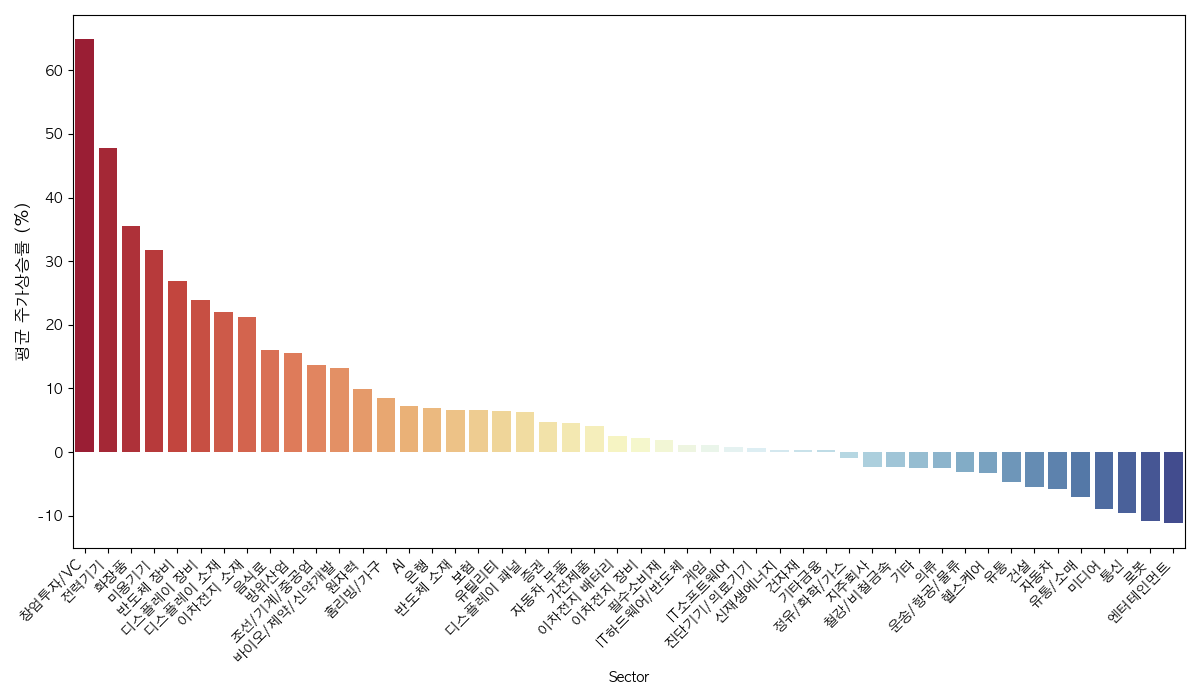 평균 주가상승률 (%)
60
50
40
30
20
10
0
-10
창업투자/VC
전력기기
화장품
미용기기
반도체 장비
디스플레이 장비
디스플레이 소재
이차전지 소재
음식료
방위산업
조선/기계/중공업
바이오/제약/신약개발
원자력
홈리빙/가구
AI
은행
반도체 소재
보험
유틸리티
디스플레이 패널
증권
자동차 부품
가전제품
이차전지 배터리
이차전지 장비
필수소비재
IT하드웨어/반도체
게임
IT소프트웨어
진단기기/의료기기
신재생에너지
건자재
기타금융
정유/화학/가스
지주회사
철강/비철금속
기타
의류
운송/항공/물류
헬스케어
유통
건설
자동차
유통/소매
미디어
통신
로봇
엔터테인먼트
Sector